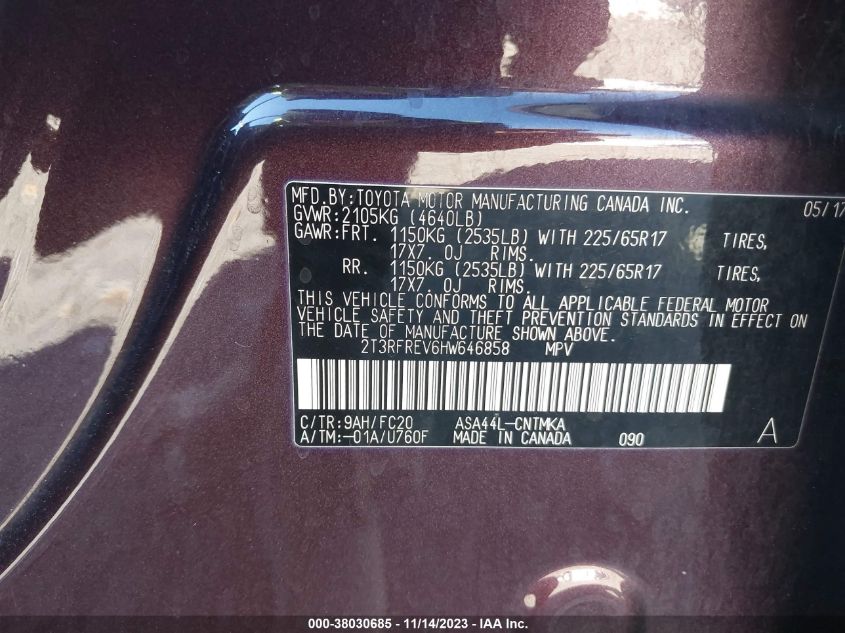 MFD.BY:TOYOTA MOTOR MANUFACTURING CANADA INC. 05/17
GVWR:2105KG (4640LB)
GAWR:FRT. 1150KG (2535LB) WITH 225/65R17 TIRES,
17X7. 0J RIMS.
RR. 1150KG (2535LB) WITH 225/65R17 TIRES,
17X7. 0J RIMS.
THIS VEHICLE CONFORMS TO ALL APPLICABLE FEDERAL MOTOR
VEHICLE SAFETY AND THEFT PREVENTION STANDARDS IN EFFECT ON
THE DATE OF MANUFACTURE SHOWN ABOVE.
2T3RFREV6HW646858 MPV
C/TR:9AH/FC20 ASA44L-CNTMKA
A/TM:-01A/U760F MADE IN CANADA 090 A
000-38030685 - 11/14/2023 - IAA Inc.